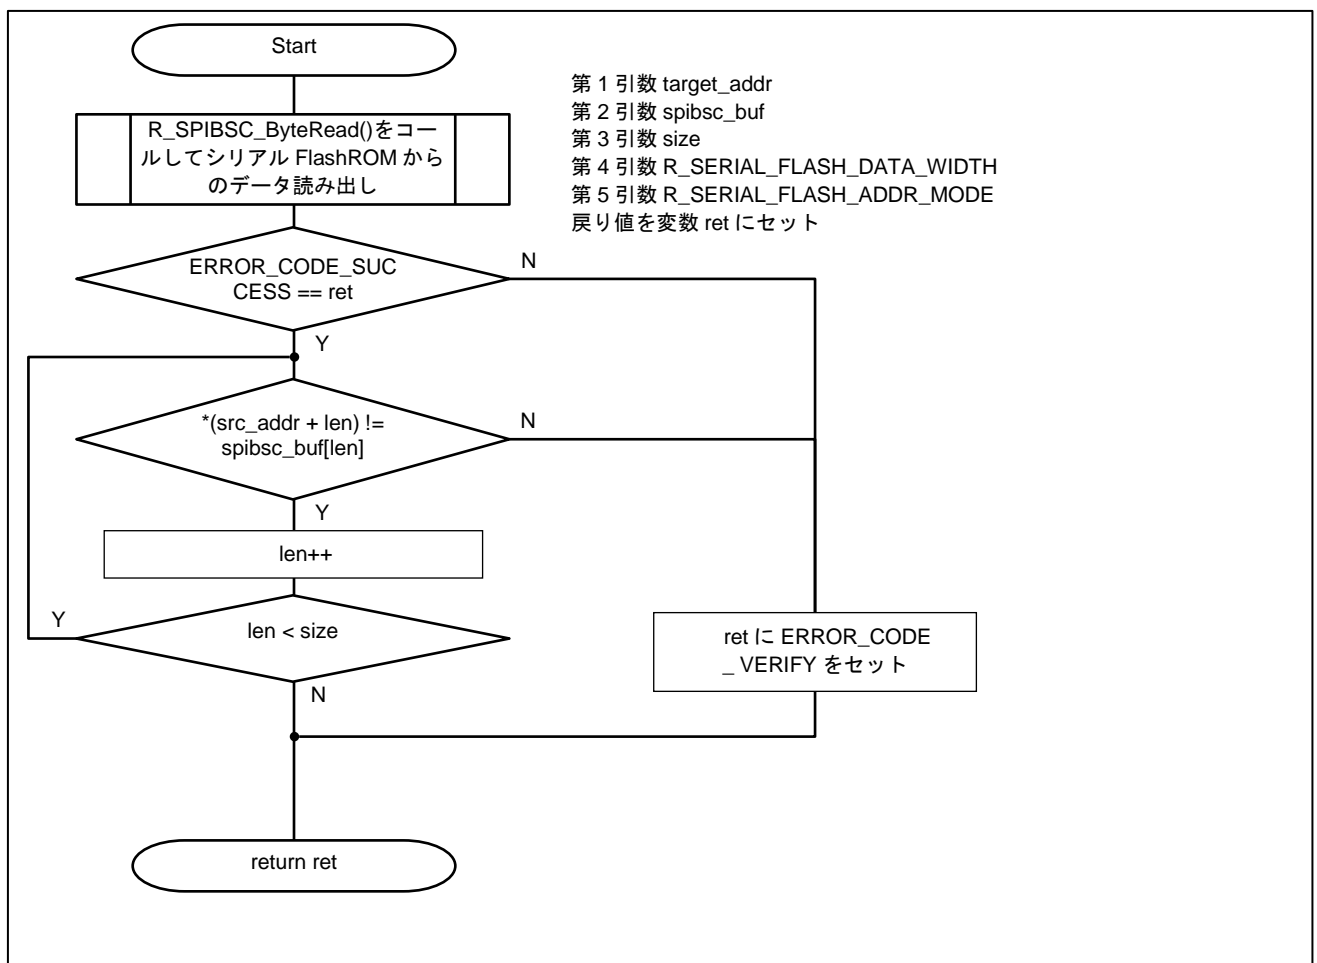 Start
第 1 引数 target_addr
第 2 引数 spibsc_buf
第 3 引数 size
第 4 引数 R_SERIAL_FLASH_DATA_WIDTH
第 5 引数 R_SERIAL_FLASH_ADDR_MODE
戻り値を変数 ret にセット
R_SPIBSC_ByteRead()をコー
ルしてシリアル FlashROM から
のデータ読み出し
ERROR_CODE_SUC
CESS == ret
N
Y
*(src_addr + len) !=
spibsc_buf[len]
N
Y
len++
Y
len < size
N
ret に ERROR_CODE
_ VERIFY をセット
return ret